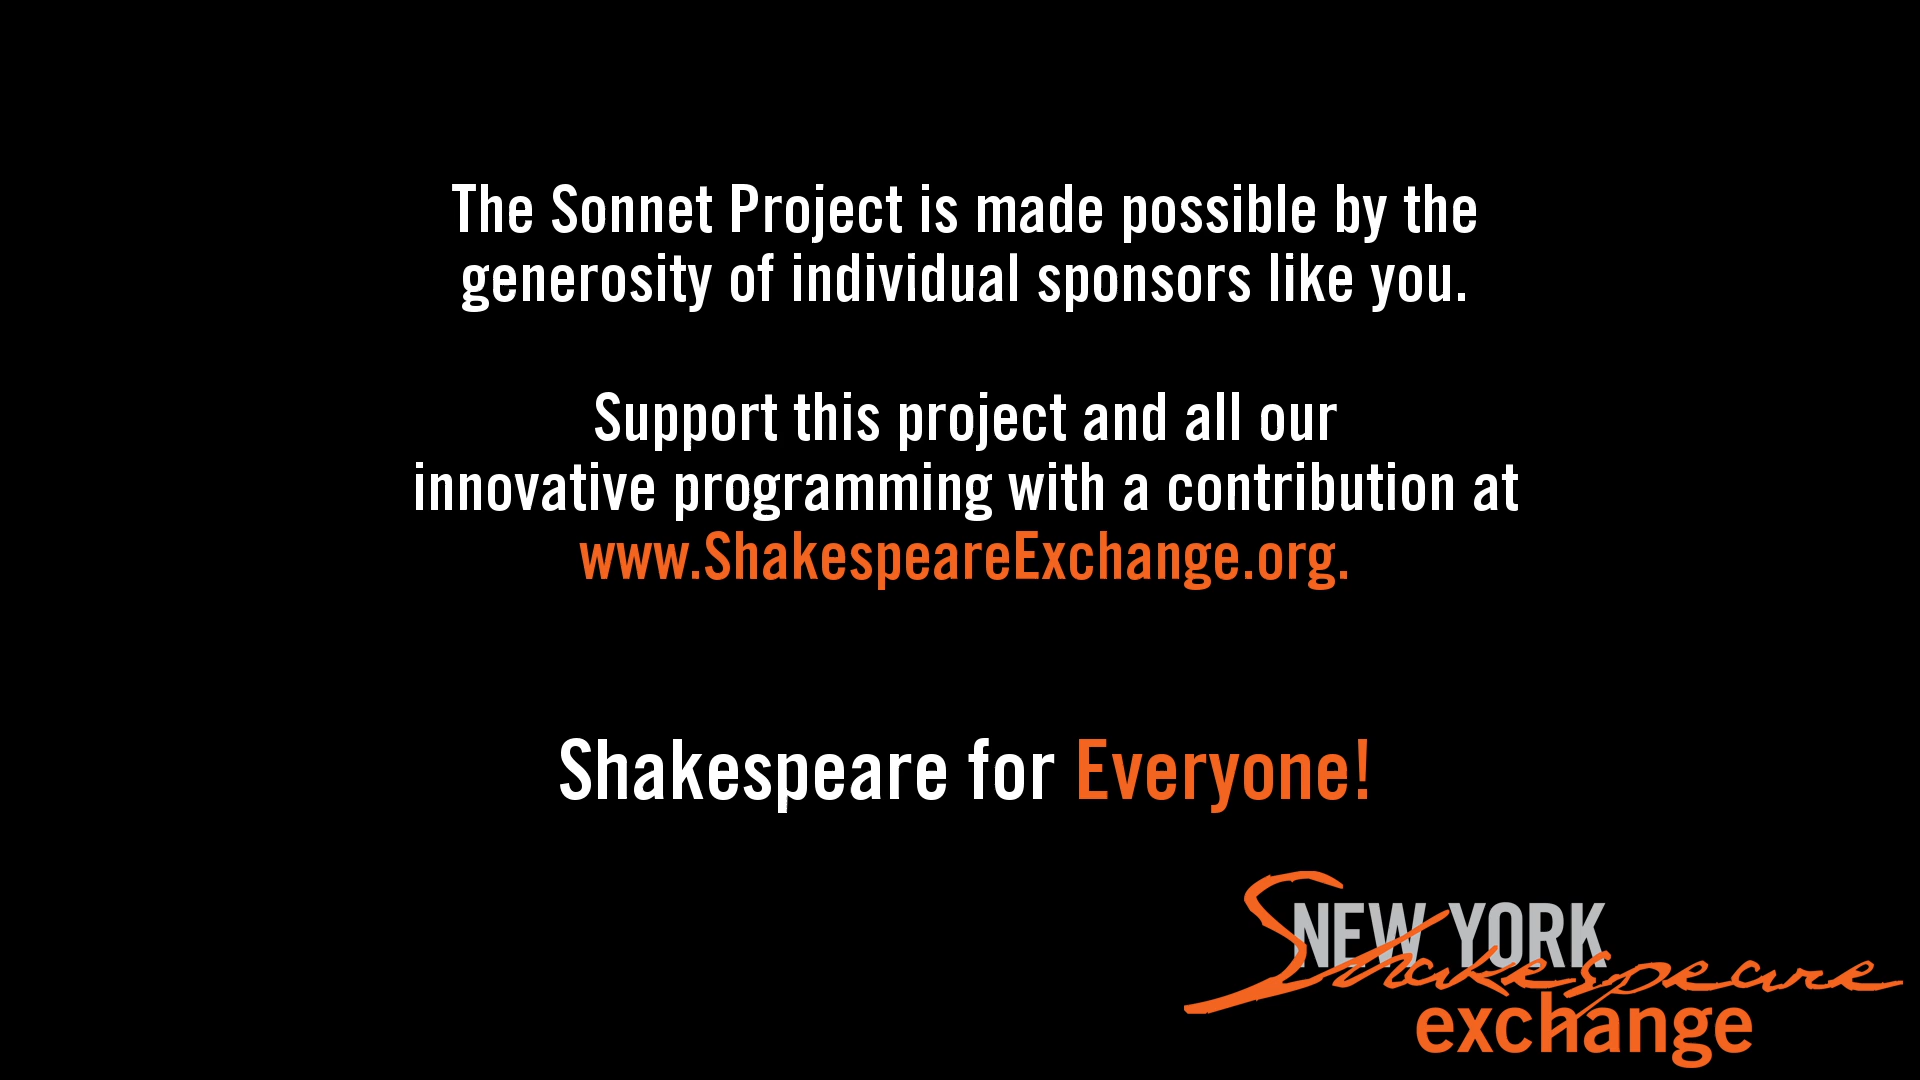 The Sonnet Project is made possible by the
generosity of individual sponsors like you.
Support this project and all our
innovative programming with a contribution at
www.ShakespeareExchange.org.
Shakespeare for Everyone!
NEW YORK
Shakespeare
exchange